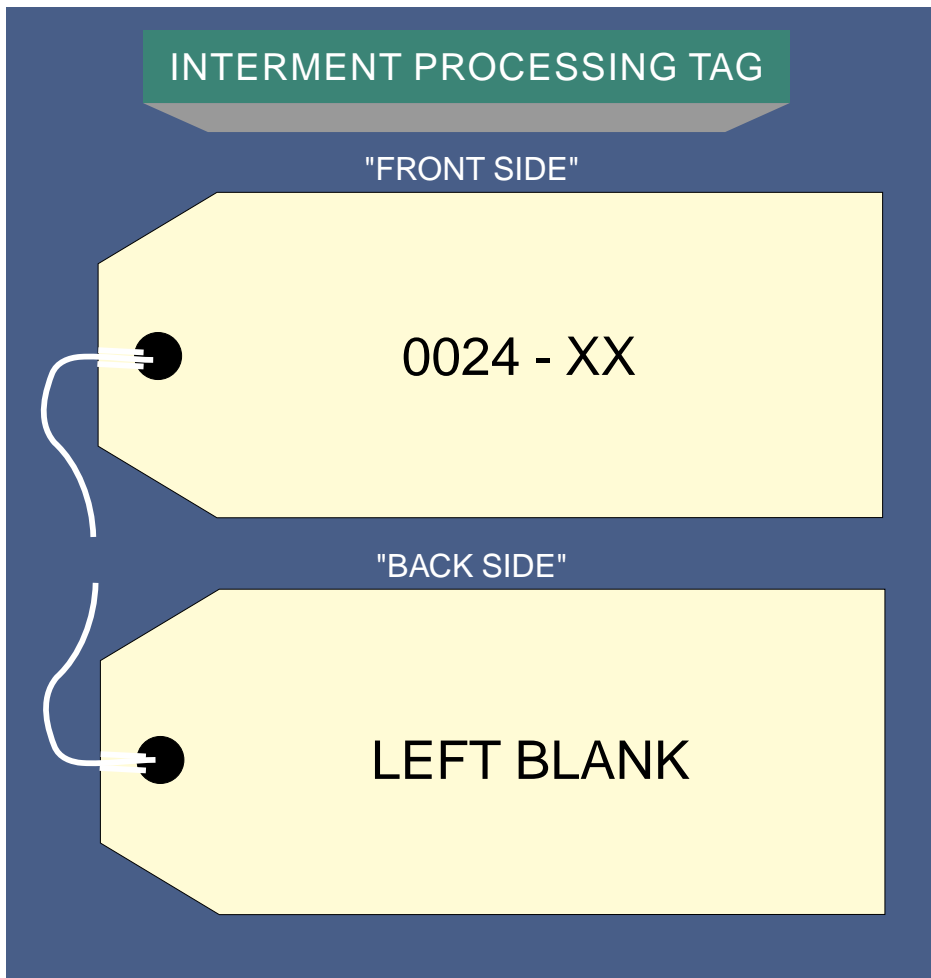 INTERMENT PROCESSING TAG
"FRONT SIDE"
0024 - XX
"BACK SIDE"
LEFT BLANK